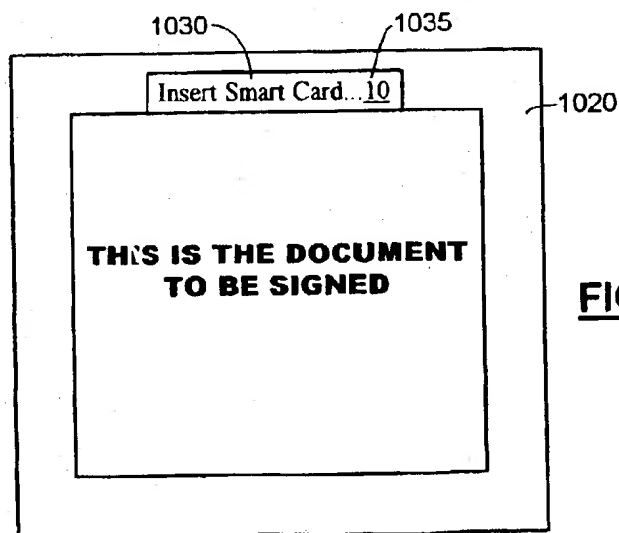 1030 1035
Insert Smart Card...10
1020
THIS IS THE DOCUMENT
TO BE SIGNED